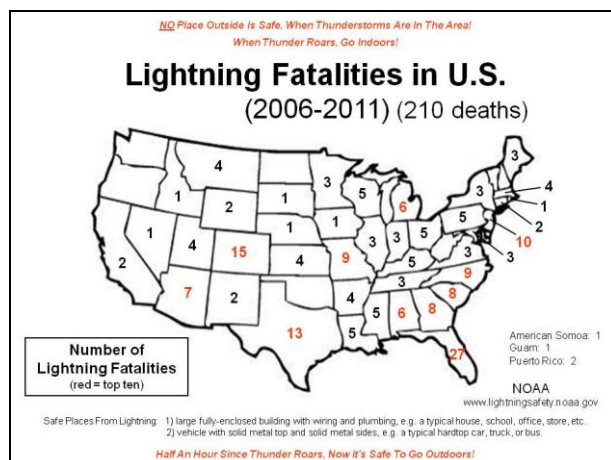 NO Place Outside Is Safe, When Thunderstorms Are In The Area!
When Thunder Roars, Go Indoors!
Lightning Fatalities in U.S.
(2006-2011) (210 deaths)
4
3
3
1
2
1
5
6
3
4
1
2
5
10
3
1
4
15
1
1
4
9
3
3
5
5
3
9
3
2
7
2
4
5
6
8
8
13
5
27
Number of
Lightning Fatalities
(red = top ten)
American Somoa: 1
Guam: 1
Puerto Rico: 2
NOAA
www.lightningsafety.noaa.gov
Safe Places From Lightning: 1) large fully-enclosed building with wiring and plumbing, e.g. a typical house, school, office, store, etc.
2) vehicle with solid metal top and solid metal sides, e.g. a typical hardtop car, truck, or bus.
Half An Hour Since Thunder Roars, Now It's Safe To Go Outdoors!